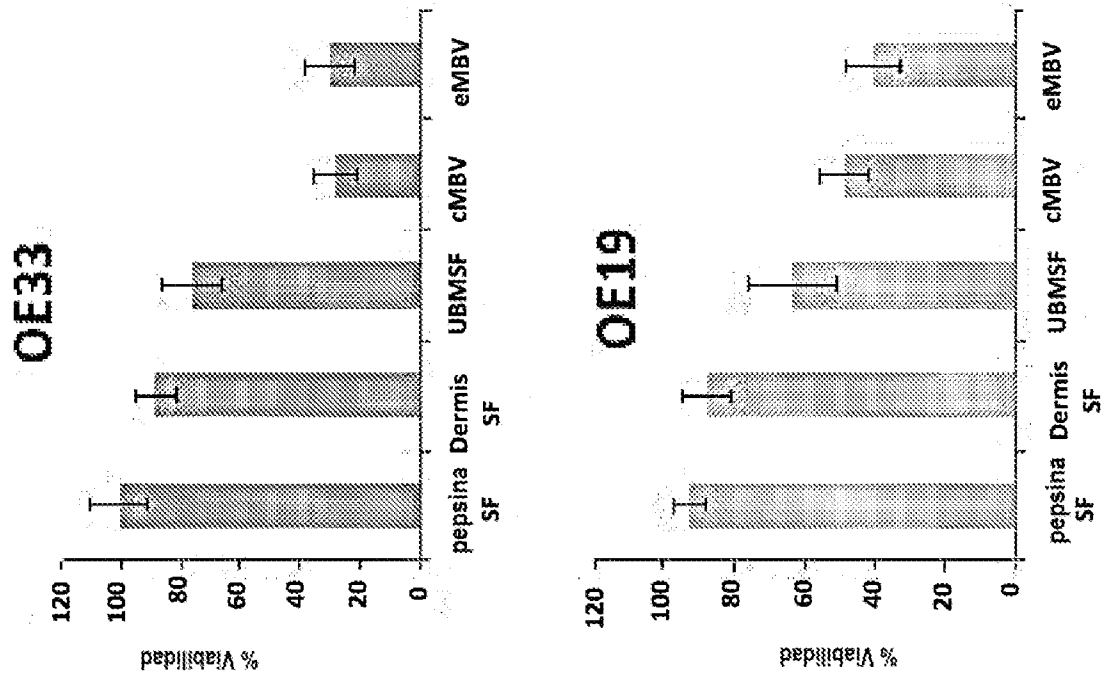 OE33
120
100
80
60
40
20
0
% Viabilidad
pepsina SF
Dermis SF
UBMSF
cMBV
eMBV
OE19
120
100
80
60
40
20
0
% Viabilidad
pepsina SF
Dermis SF
UBMSF
cMBV
eMBV